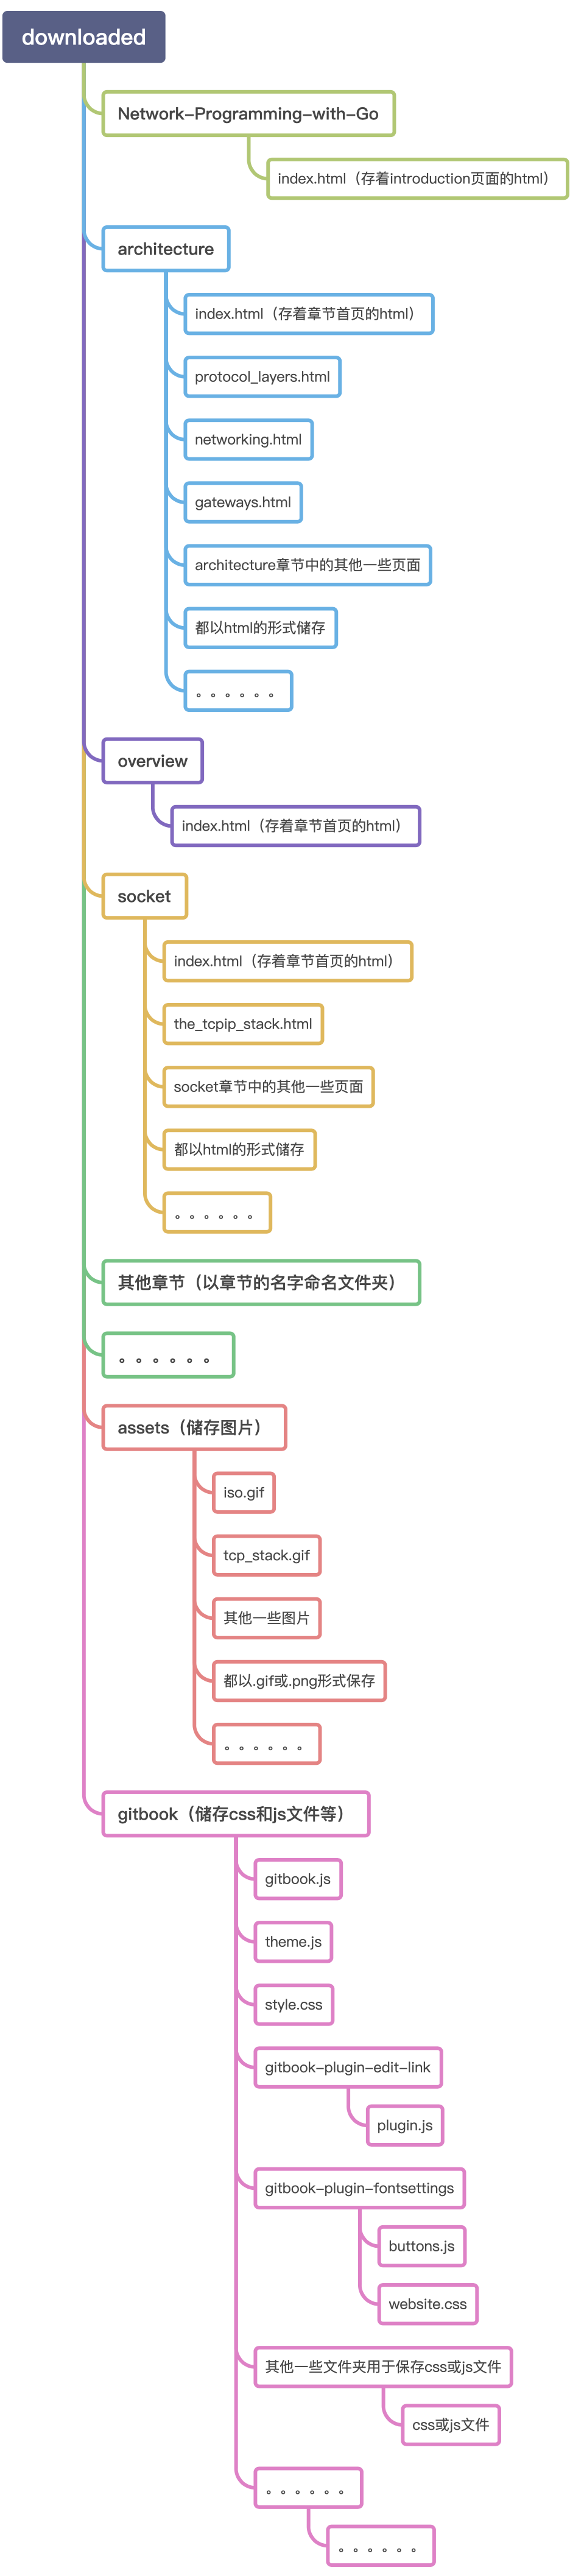 downloaded
Network-Programming-with-Go
index.html（存着introduction页面的html）
architecture
index.html（存着章节首页的html）
protocol_layers.html
networking.html
gateways.html
architecture章节中的其他一些页面
都以html的形式储存
。。。。。。
overview
index.html（存着章节首页的html）
socket
index.html（存着章节首页的html）
the_tcpip_stack.html
socket章节中的其他一些页面
都以html的形式储存
。。。。。。
其他章节（以章节的名字命名文件夹）
。。。。。。
assets（储存图片）
iso.gif
tcp_stack.gif
其他一些图片
都以.gif或.png形式保存
。。。。。。
gitbook（储存css和js文件等）
gitbook.js
theme.js
style.css
gitbook-plugin-edit-link
plugin.js
gitbook-plugin-fontsettings
buttons.js
website.css
其他一些文件夹用于保存css或js文件
css或js文件
。。。。。。
。。。。。。